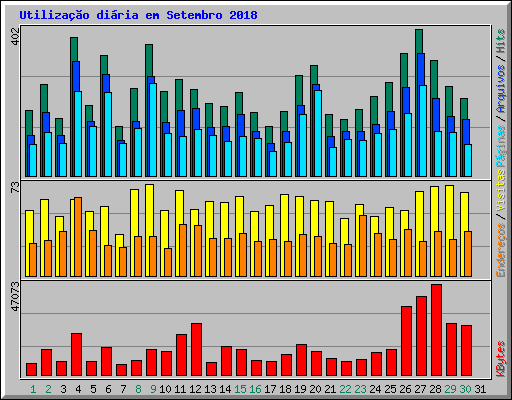 Utilização diária em Setembro 2018
402
73
47073
Endereços / Visitas Páginas / Arquivos / Hits
KBytes
1 2 3 4 5 6 7 8 9 10 11 12 13 14 15 16 17 18 19 20 21 22 23 24 25 26 27 28 29 30 31